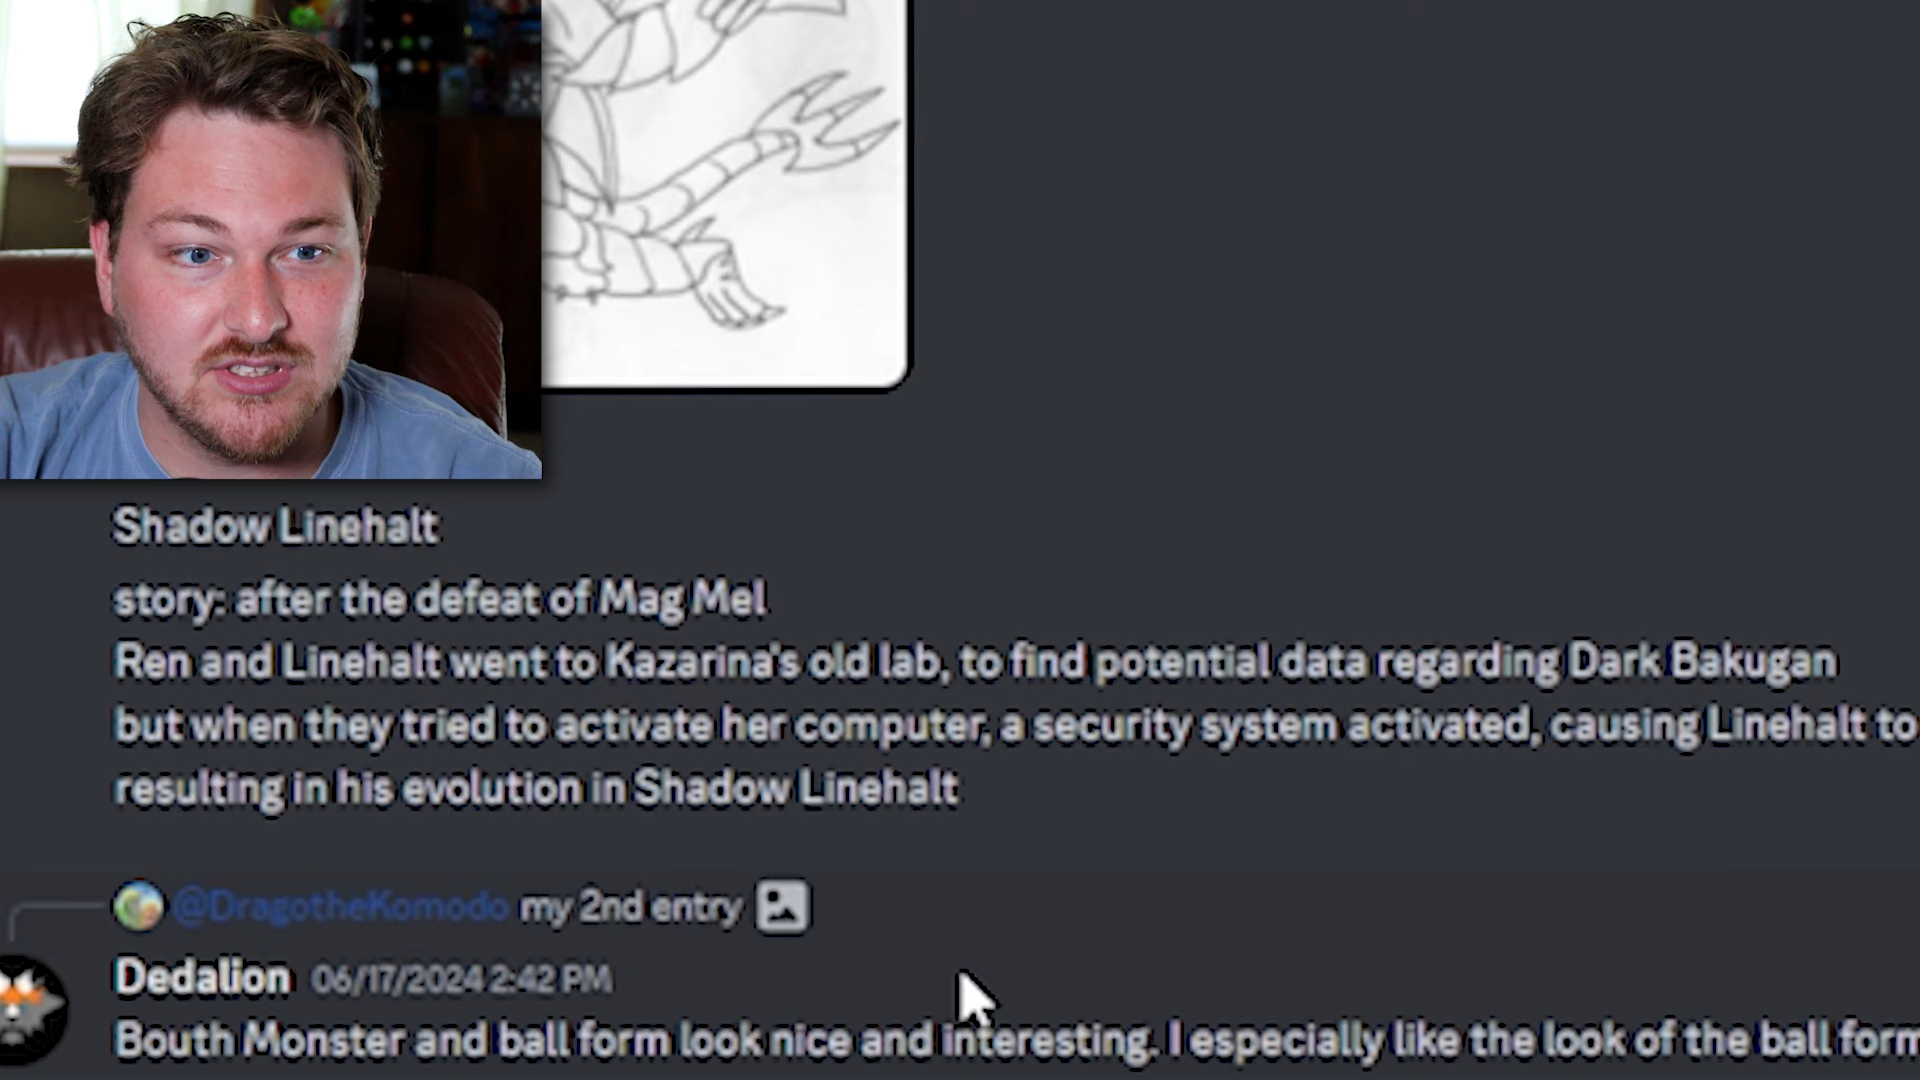 Shadow Linehalt
story: after the defeat of Mag Mel
Ren and Linehalt went to Kazarina's old lab, to find potential data regarding Dark Bakugan
but when they tried to activate her computer, a security system activated, causing Linehalt to
resulting in his evolution in Shadow Linehalt
@DragotheKomodo my 2nd entry
Dedalion 06/17/2024 2:42 PM
Bouth Monster and ball form look nice and interesting. I especially like the look of the ball form